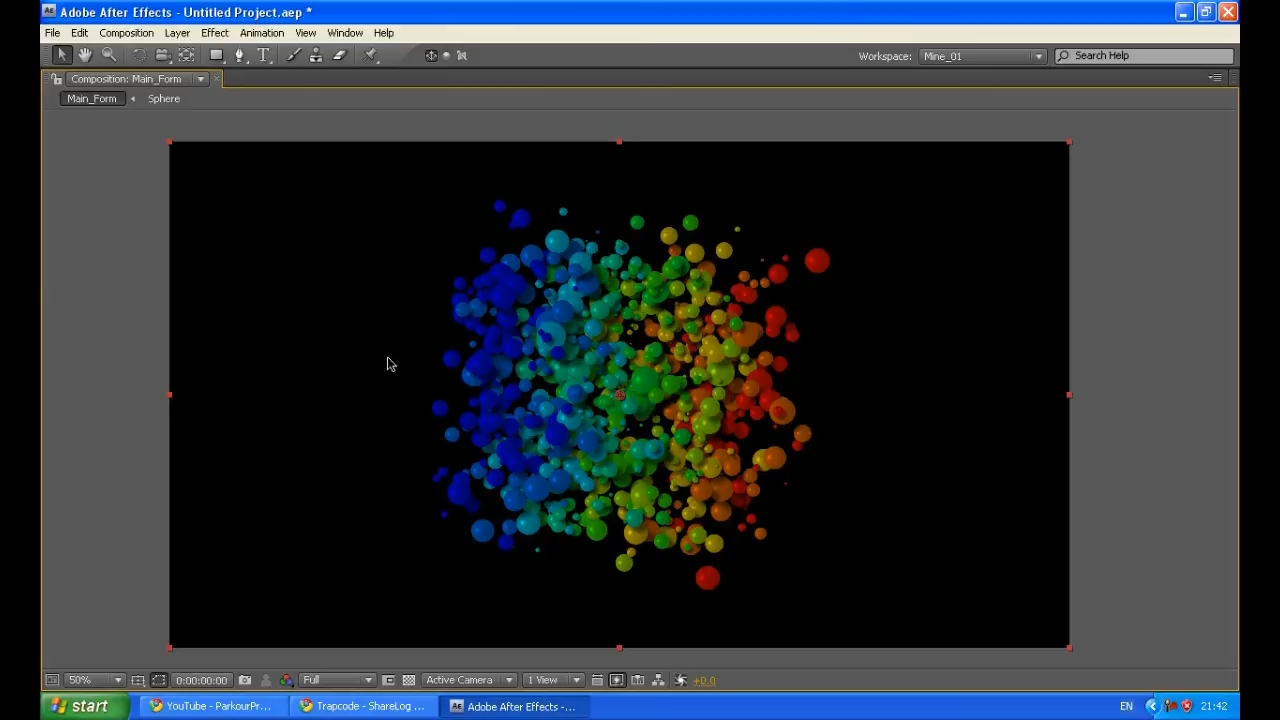 Adobe After Effects - Untitled Project.aep *
File Edit Composition Layer Effect Animation View Window Help
Workspace: Mine_01 Search Help
Composition: Main_Form
Main_Form Sphere
50% 0:00:00:00 Full Active Camera 1 View +0.0
start YouTube - ParkourPr... Trapcode - ShareLog ... Adobe After Effects -... EN 21:42